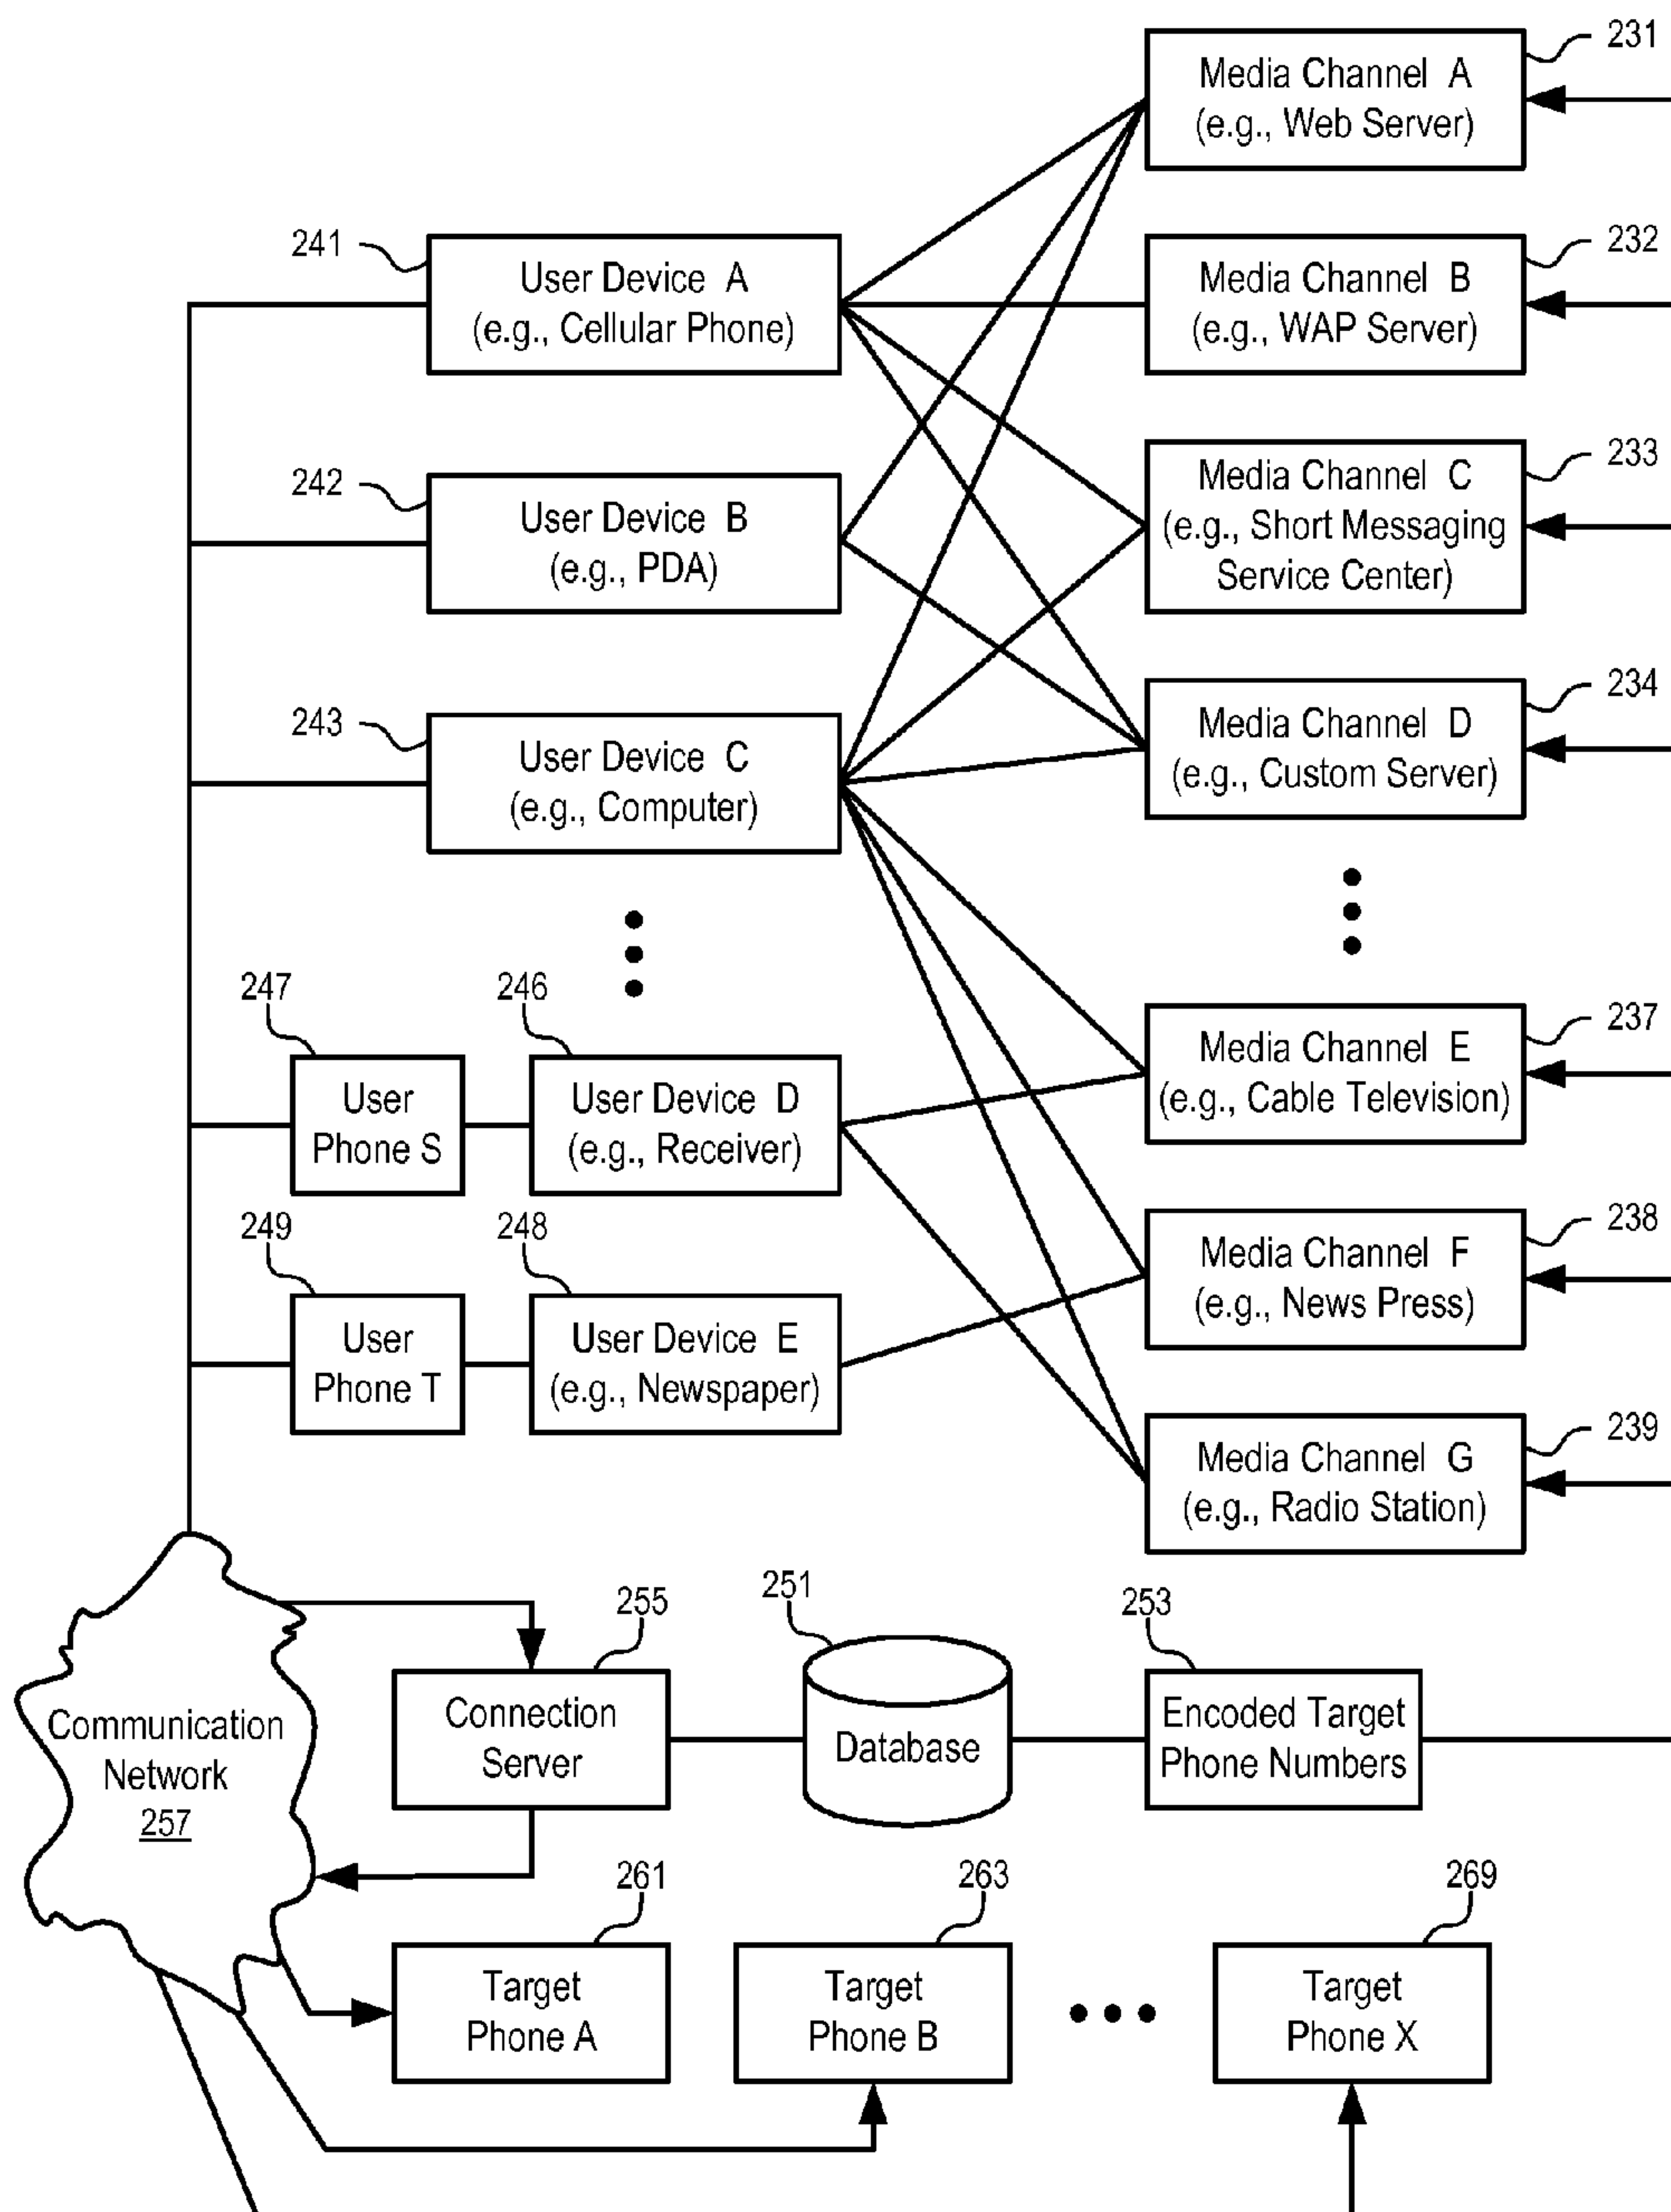 231
Media Channel A
(e.g., Web Server)
241
User Device A
(e.g., Cellular Phone)
232
Media Channel B
(e.g., WAP Server)
242
User Device B
(e.g., PDA)
233
Media Channel C
(e.g., Short Messaging
Service Center)
243
User Device C
(e.g., Computer)
234
Media Channel D
(e.g., Custom Server)
247
User
Phone S
246
User Device D
(e.g., Receiver)
237
Media Channel E
(e.g., Cable Television)
249
User
Phone T
248
User Device E
(e.g., Newspaper)
238
Media Channel F
(e.g., News Press)
239
Media Channel G
(e.g., Radio Station)
Communication
Network
257
255
Connection
Server
251
Database
253
Encoded Target
Phone Numbers
261
Target
Phone A
263
Target
Phone B
269
Target
Phone X